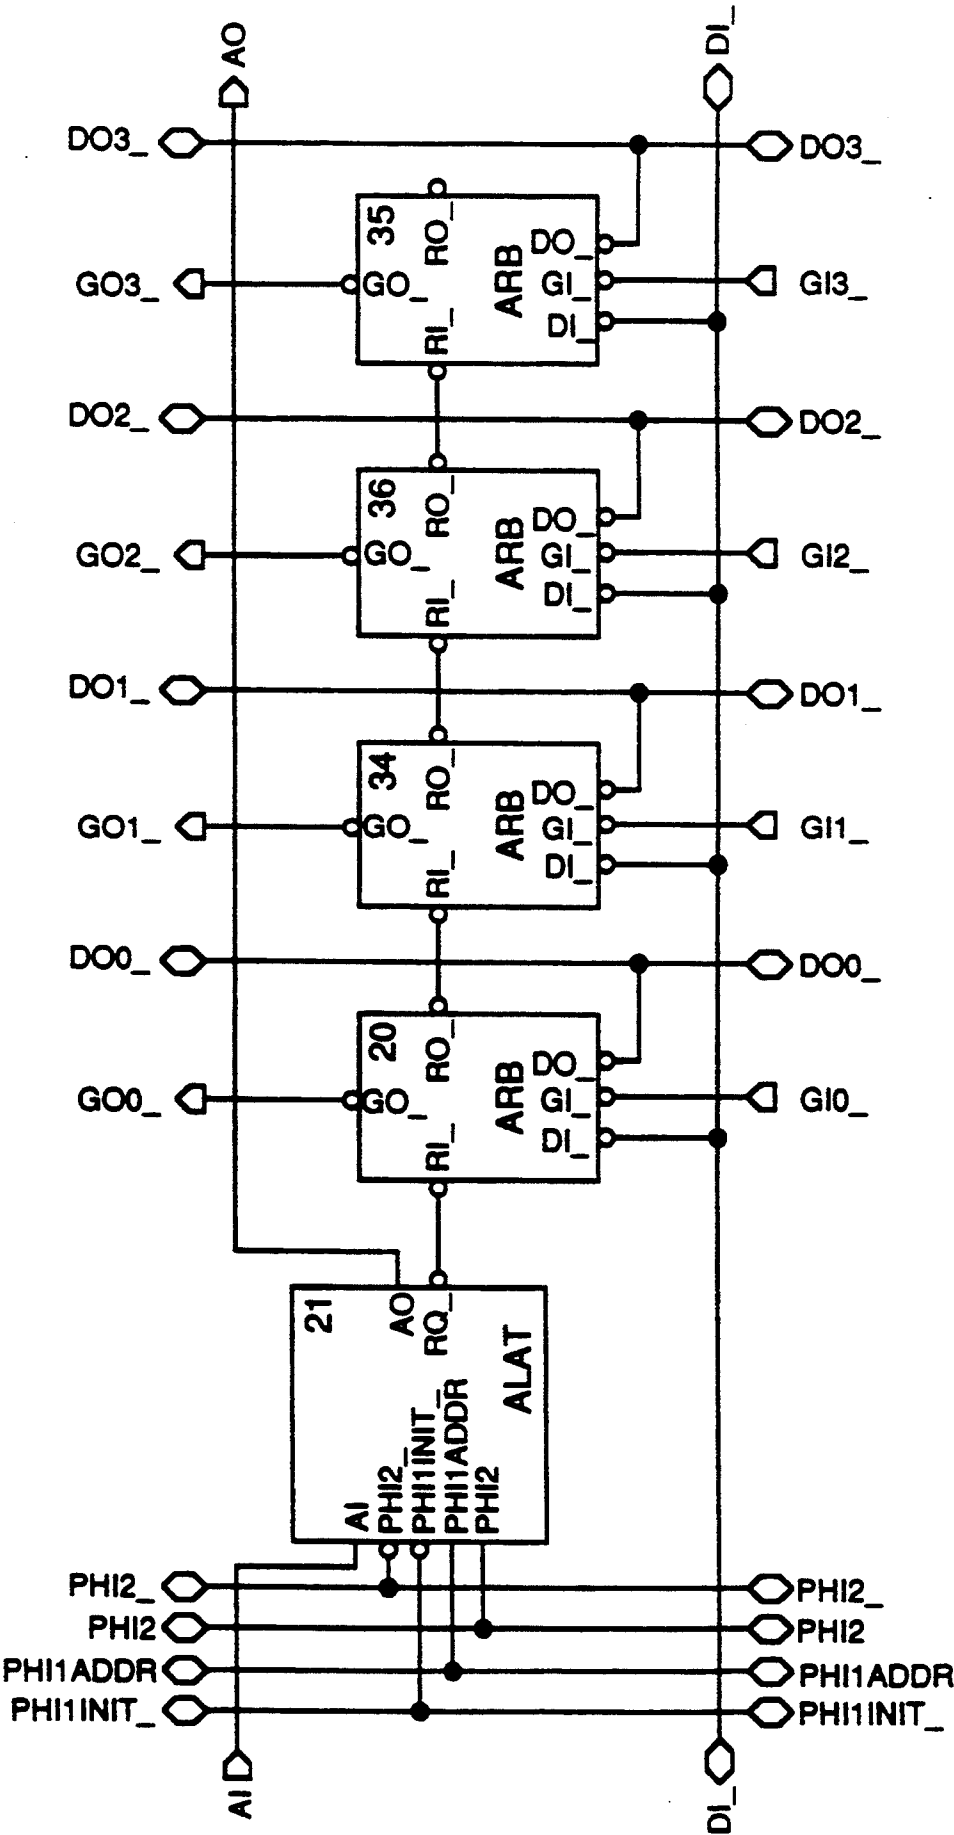 AO
DI_
DO3_
DO3_
35
RO_
GO_
RI_
ARB
DO_
GI_
DI_
GO3_
GI3_
DO2_
DO2_
36
RO_
GO_
RI_
ARB
DO_
GI_
DI_
GO2_
GI2_
DO1_
DO1_
34
RO_
GO_
RI_
ARB
DO_
GI_
DI_
GO1_
GI1_
DO0_
DO0_
20
RO_
GO_
RI_
ARB
DO_
GI_
DI_
GO0_
GI0_
21
AO
RQ_
ALAT
AI
PHI2_
PHI1INIT_
PHI1ADDR
PHI2
PHI2_
PHI2_
PHI2
PHI2
PHI1ADDR
PHI1ADDR
PHI1INIT_
PHI1INIT_
AI
DI_